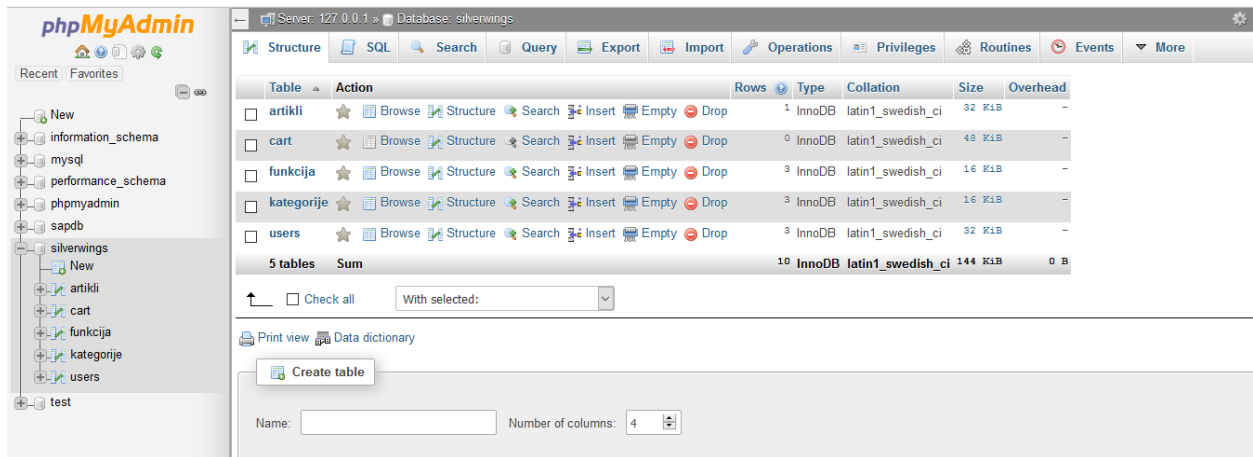 phpMyAdmin
Recent Favorites
New
information_schema
mysql
performance_schema
phpmyadmin
sapdb
silverwings
New
artikli
cart
funkcija
kategorije
users
test
Server: 127.0.0.1 » Database: silverwings
Structure SQL Search Query Export Import Operations Privileges Routines Events More
Table Action Rows Type Collation Size Overhead
artikli Browse Structure Search Insert Empty Drop 1 InnoDB latin1_swedish_ci 32 KiB -
cart Browse Structure Search Insert Empty Drop 0 InnoDB latin1_swedish_ci 48 KiB -
funkcija Browse Structure Search Insert Empty Drop 3 InnoDB latin1_swedish_ci 16 KiB -
kategorije Browse Structure Search Insert Empty Drop 3 InnoDB latin1_swedish_ci 16 KiB -
users Browse Structure Search Insert Empty Drop 3 InnoDB latin1_swedish_ci 32 KiB -
5 tables Sum 10 InnoDB latin1_swedish_ci 144 KiB 0 B
Check all With selected:
Print view Data dictionary
Create table
Name: Number of columns: 4